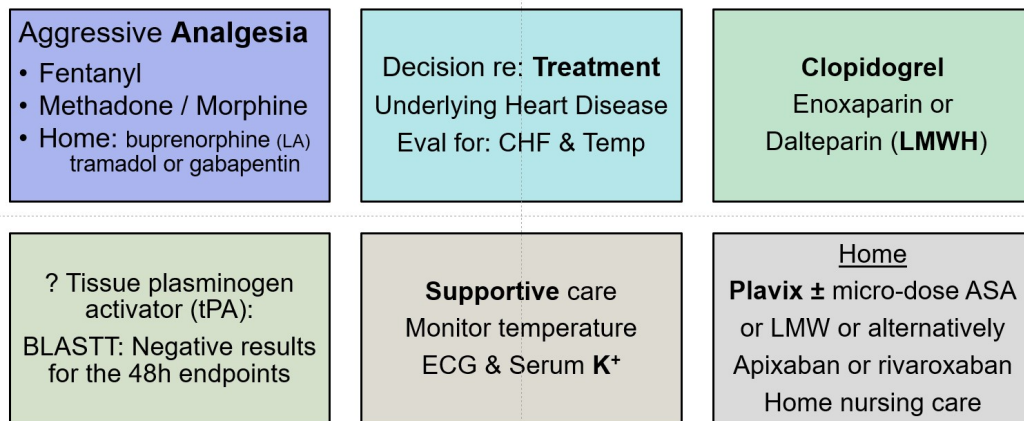 Aggressive Analgesia
• Fentanyl
• Methadone / Morphine
• Home: buprenorphine (LA)
tramadol or gabapentin
Decision re: Treatment
Underlying Heart Disease
Eval for: CHF & Temp
Clopidogrel
Enoxaparin or
Dalteparin (LMWH)
? Tissue plasminogen
activator (tPA):
BLASTT: Negative results
for the 48h endpoints
Supportive care
Monitor temperature
ECG & Serum K⁺
Home
Plavix ± micro-dose ASA
or LMW or alternatively
Apixaban or rivaroxaban
Home nursing care